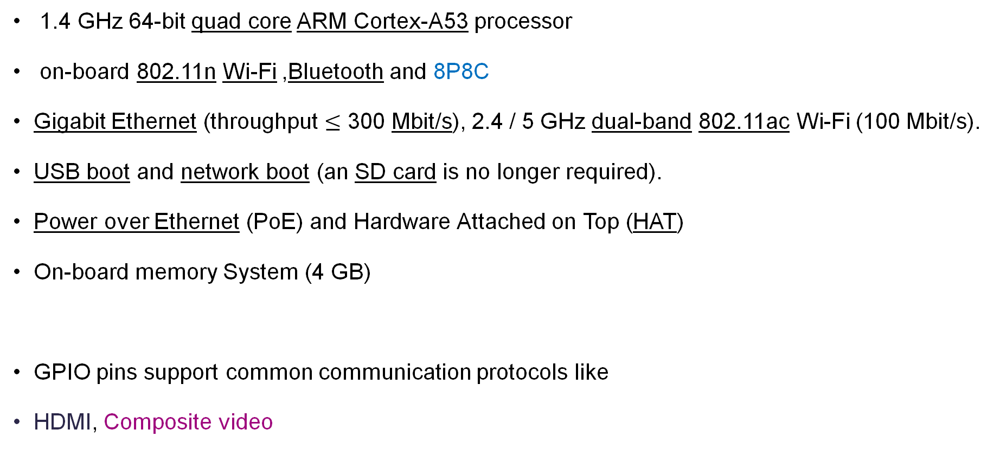 • 1.4 GHz 64-bit quad core ARM Cortex-A53 processor
• on-board 802.11n Wi-Fi ,Bluetooth and 8P8C
• Gigabit Ethernet (throughput ≤ 300 Mbit/s), 2.4 / 5 GHz dual-band 802.11ac Wi-Fi (100 Mbit/s).
• USB boot and network boot (an SD card is no longer required).
• Power over Ethernet (PoE) and Hardware Attached on Top (HAT)
• On-board memory System (4 GB)
• GPIO pins support common communication protocols like
• HDMI, Composite video